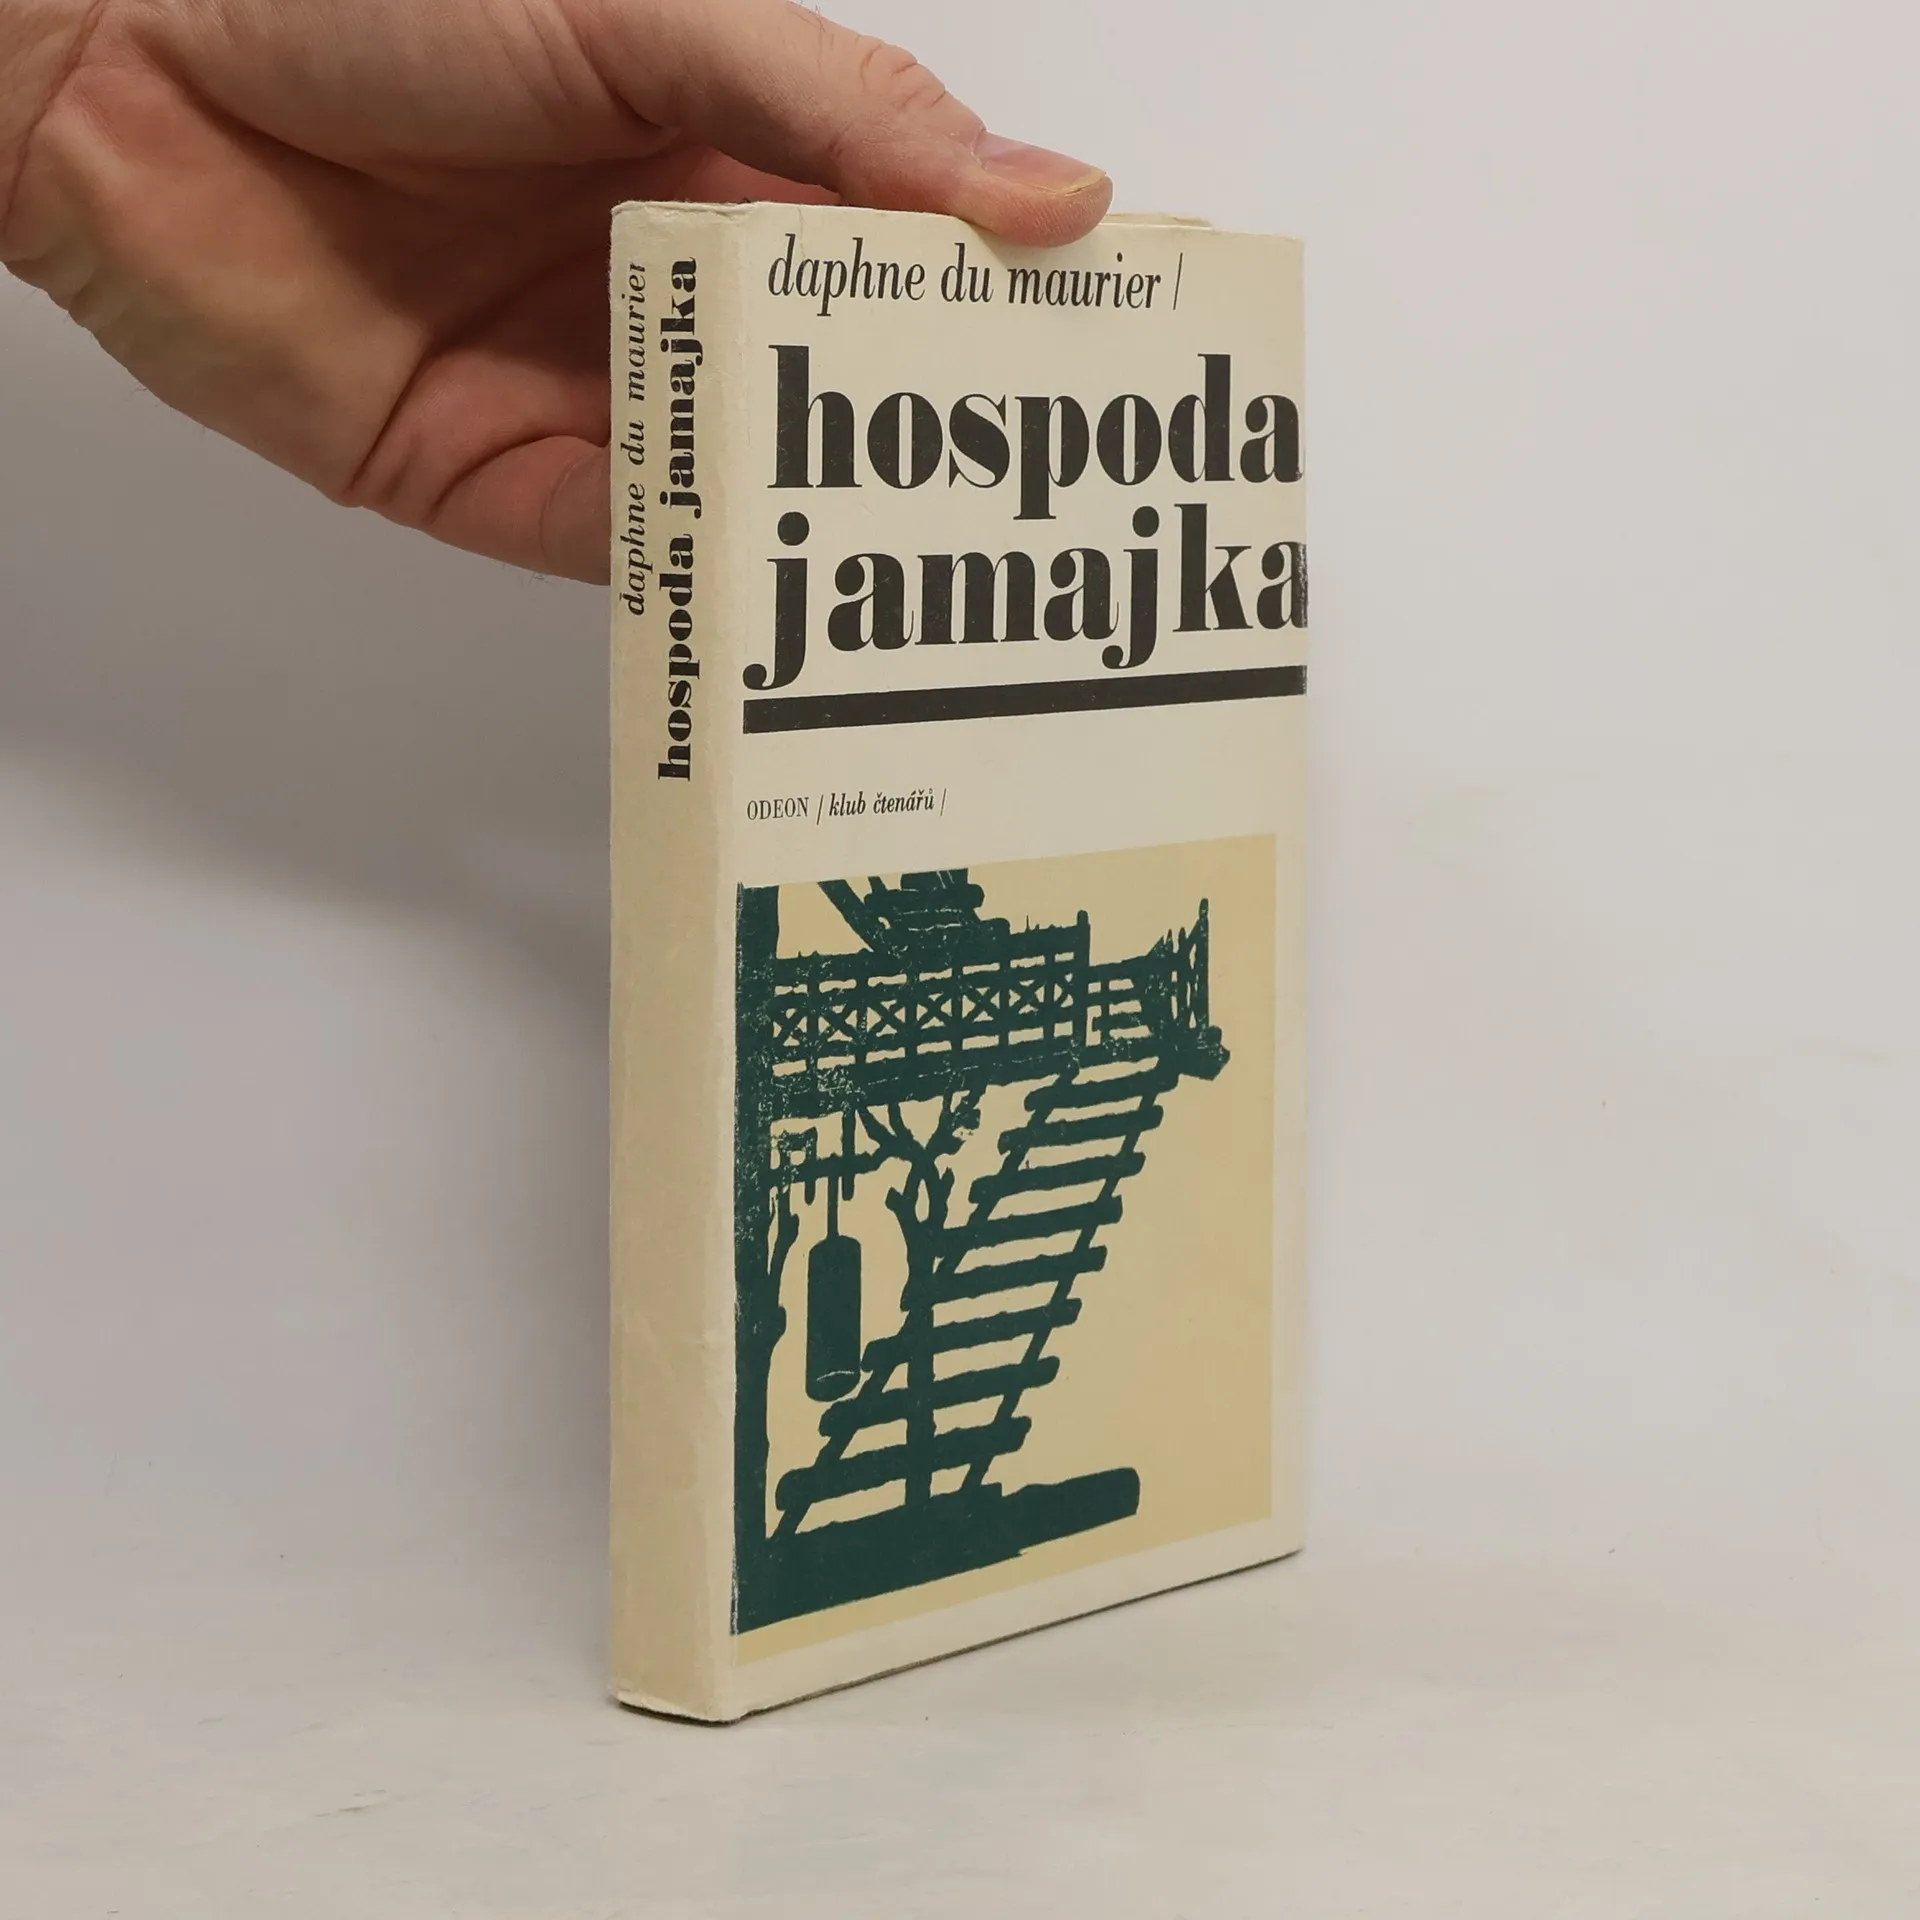 daphne du maurier
hospoda jamajka
daphne du maurier /
hospoda
jamajka
ODEON / klub čtenářů /